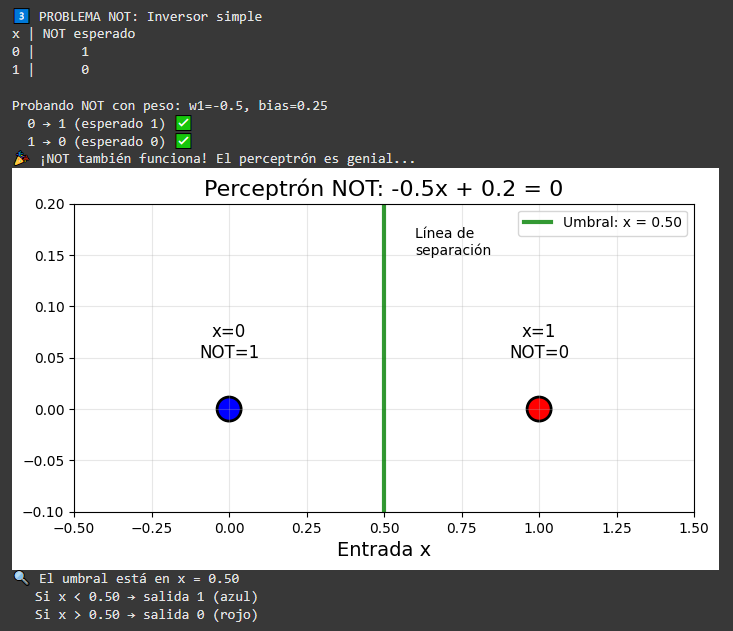 3 PROBLEMA NOT: Inversor simple
x | NOT esperado
0 | 1
1 | 0
Probando NOT con peso: w1=-0.5, bias=0.25
0 → 1 (esperado 1) ✅
1 → 0 (esperado 0) ✅
🎉 ¡NOT también funciona! El perceptrón es genial...
Perceptrón NOT: -0.5x + 0.2 = 0
0.20
0.15
0.10
0.05
0.00
−0.05
−0.10
Umbral: x = 0.50
Línea de
separación
x=0
NOT=1
x=1
NOT=0
−0.50 −0.25 0.00 0.25 0.50 0.75 1.00 1.25 1.50
Entrada x
🔍 El umbral está en x = 0.50
Si x < 0.50 → salida 1 (azul)
Si x > 0.50 → salida 0 (rojo)